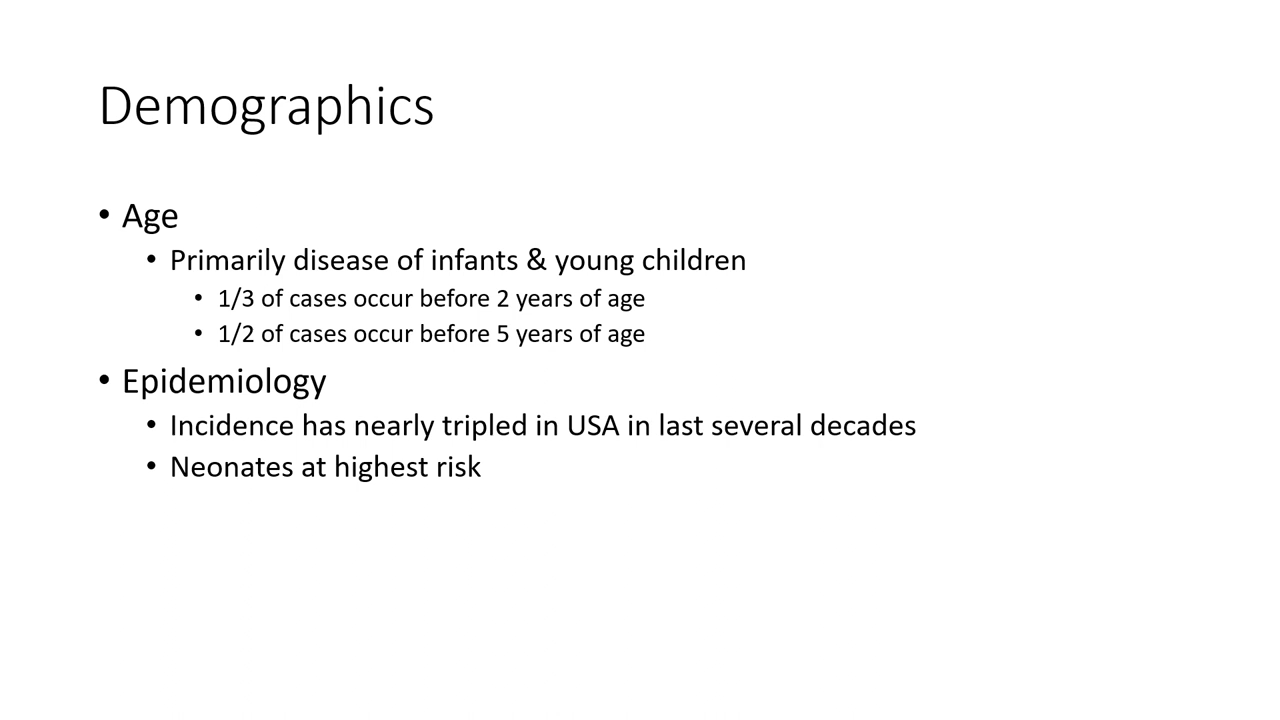 Demographics
• Age
• Primarily disease of infants & young children
• 1/3 of cases occur before 2 years of age
• 1/2 of cases occur before 5 years of age
• Epidemiology
• Incidence has nearly tripled in USA in last several decades
• Neonates at highest risk